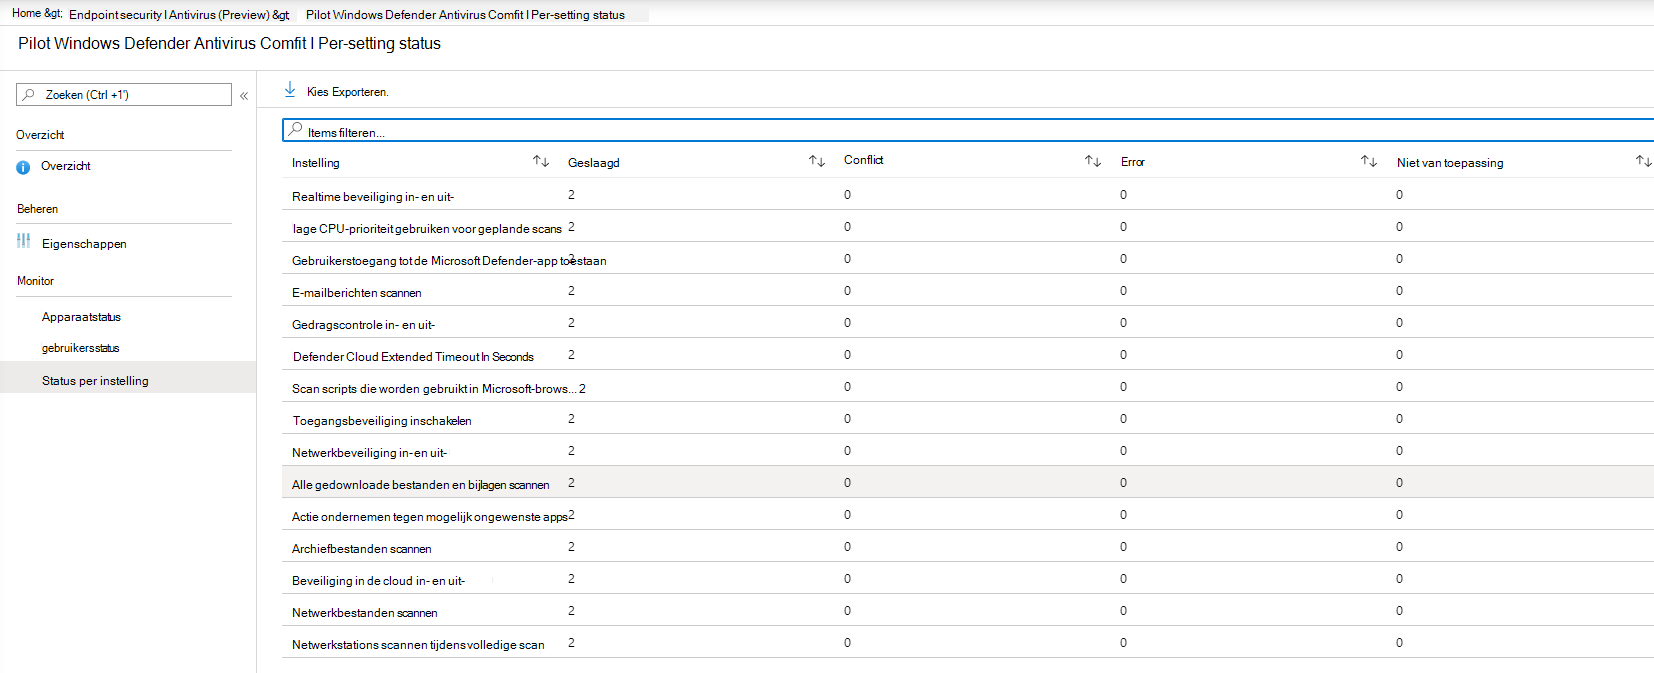 Home &gt; Endpoint security I Antivirus (Preview) &gt; Pilot Windows Defender Antivirus Comfit I Per-setting status
Pilot Windows Defender Antivirus Comfit I Per-setting status
Zoeken (Ctrl +1')
Overzicht
Overzicht
Beheren
Eigenschappen
Monitor
Apparaatstatus
gebruikersstatus
Status per instelling
Kies Exporteren.
Items filteren...
Instelling Geslaagd Conflict Error Niet van toepassing
Realtime beveiliging in- en uit- 2 0 0 0
lage CPU-prioriteit gebruiken voor geplande scans 2 0 0 0
Gebruikerstoegang tot de Microsoft Defender-app toestaan 2 0 0 0
E-mailberichten scannen 2 0 0 0
Gedragscontrole in- en uit- 2 0 0 0
Defender Cloud Extended Timeout In Seconds 2 0 0 0
Scan scripts die worden gebruikt in Microsoft-brows... 2 0 0 0
Toegangsbeveiliging inschakelen 2 0 0 0
Netwerkbeveiliging in- en uit- 2 0 0 0
Alle gedownloade bestanden en bijlagen scannen 2 0 0 0
Actie ondernemen tegen mogelijk ongewenste apps 2 0 0 0
Archiefbestanden scannen 2 0 0 0
Beveiliging in de cloud in- en uit- 2 0 0 0
Netwerkbestanden scannen 2 0 0 0
Netwerkstations scannen tijdens volledige scan 2 0 0 0